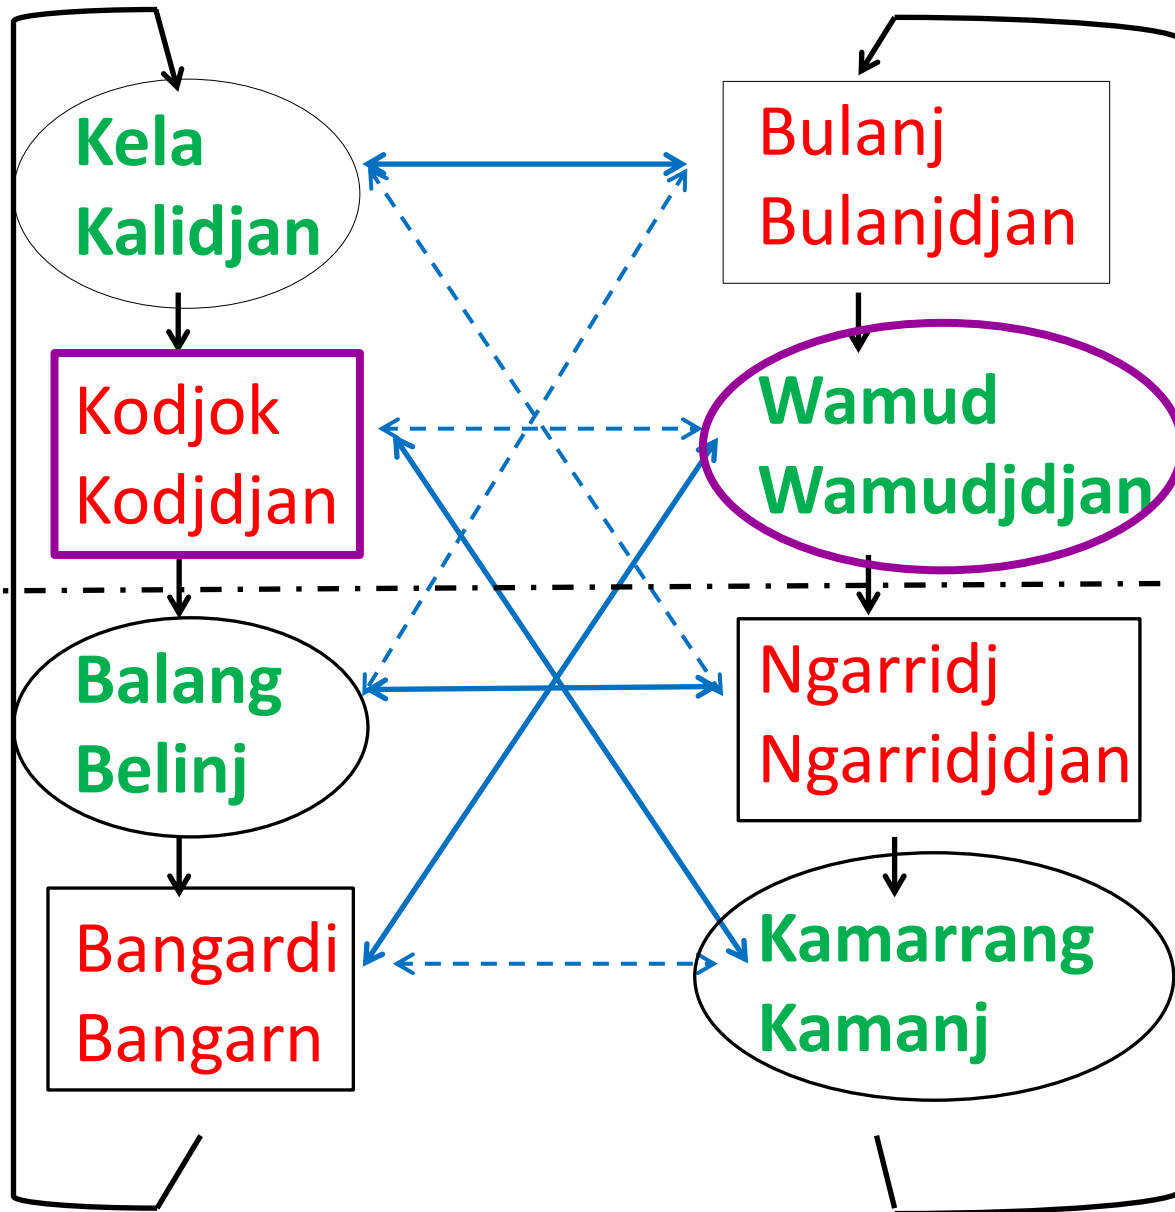 Kela
Kalidjan
Bulanj
Bulanjdjan
Kodjok
Kodjdjan
Wamud
Wamudjdjan
Balang
Belinj
Ngarridj
Ngarridjdjan
Bangardi
Bangarn
Kamarrang
Kamanj